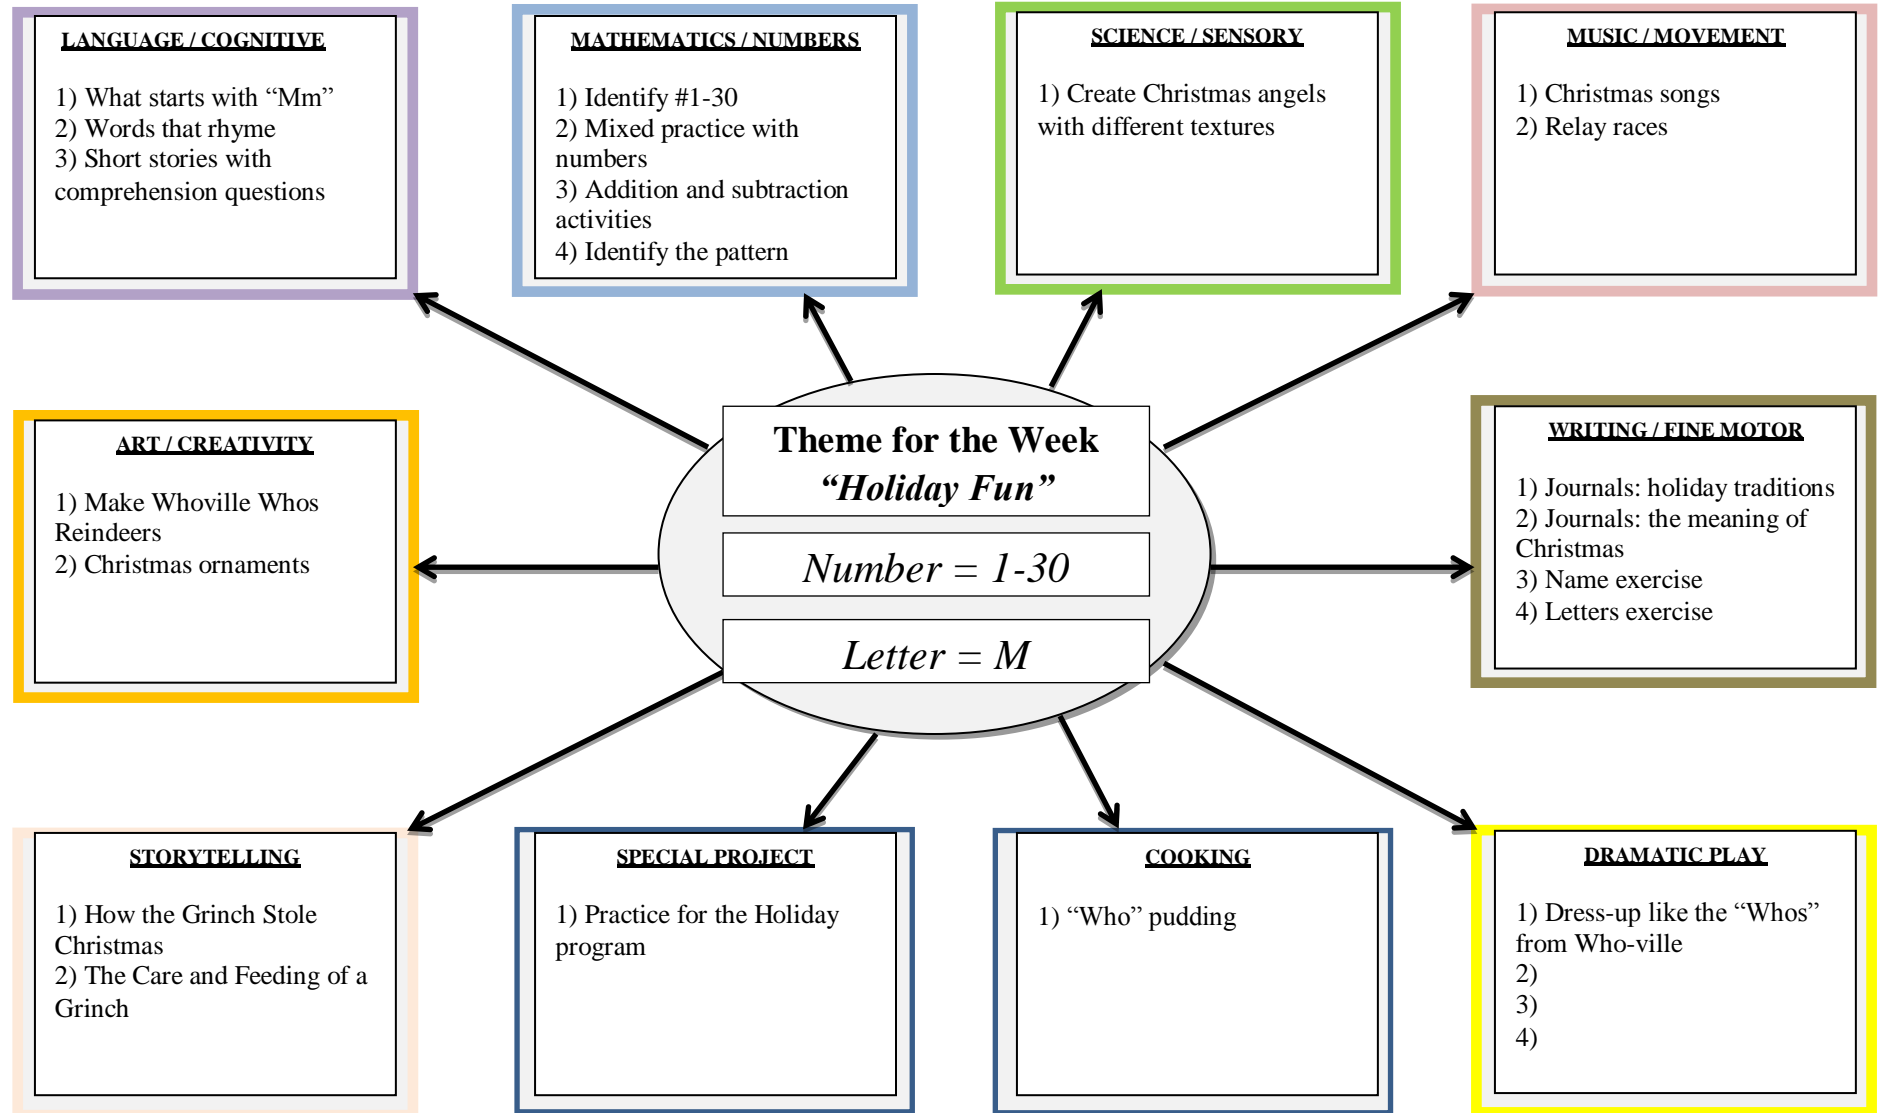 LANGUAGE / COGNITIVE
1) What starts with “Mm”
2) Words that rhyme
3) Short stories with
comprehension questions
MATHEMATICS / NUMBERS
1) Identify #1-30
2) Mixed practice with
numbers
3) Addition and subtraction
activities
4) Identify the pattern
SCIENCE / SENSORY
1) Create Christmas angels
with different textures
MUSIC / MOVEMENT
1) Christmas songs
2) Relay races
ART / CREATIVITY
1) Make Whoville Whos
Reindeers
2) Christmas ornaments
Theme for the Week
“Holiday Fun”
Number = 1-30
Letter = M
WRITING / FINE MOTOR
1) Journals: holiday traditions
2) Journals: the meaning of
Christmas
3) Name exercise
4) Letters exercise
STORYTELLING
1) How the Grinch Stole
Christmas
2) The Care and Feeding of a
Grinch
SPECIAL PROJECT
1) Practice for the Holiday
program
COOKING
1) “Who” pudding
DRAMATIC PLAY
1) Dress-up like the “Whos”
from Who-ville
2)
3)
4)